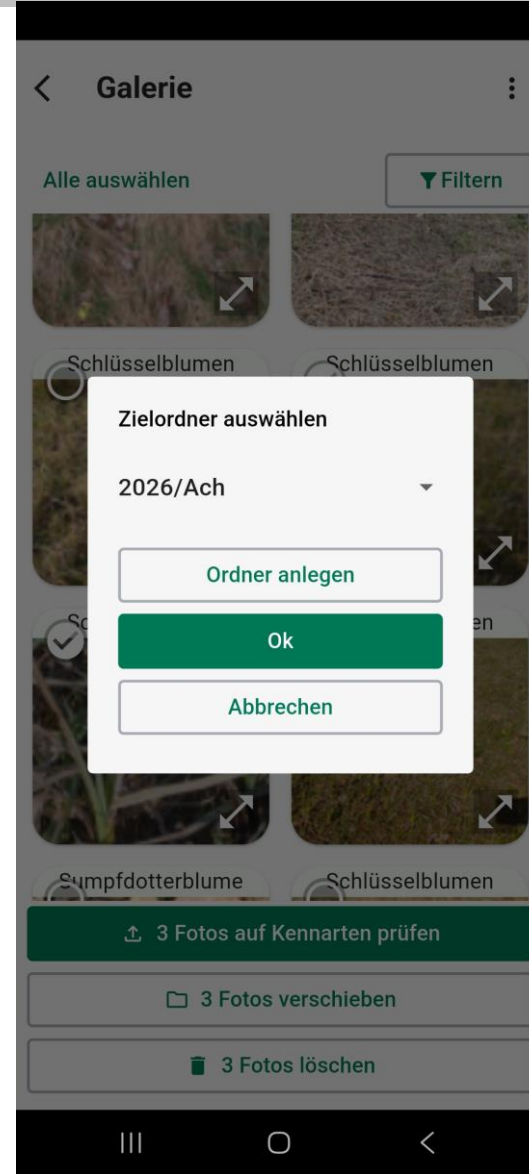 Galerie
Alle auswählen
Filtern
Schlüsselblumen
Schlüsselblumen
Zielordner auswählen
2026/Ach
Ordner anlegen
Ok
Abbrechen
Sumpfdotterblume
Schlüsselblumen
3 Fotos auf Kennarten prüfen
3 Fotos verschieben
3 Fotos löschen